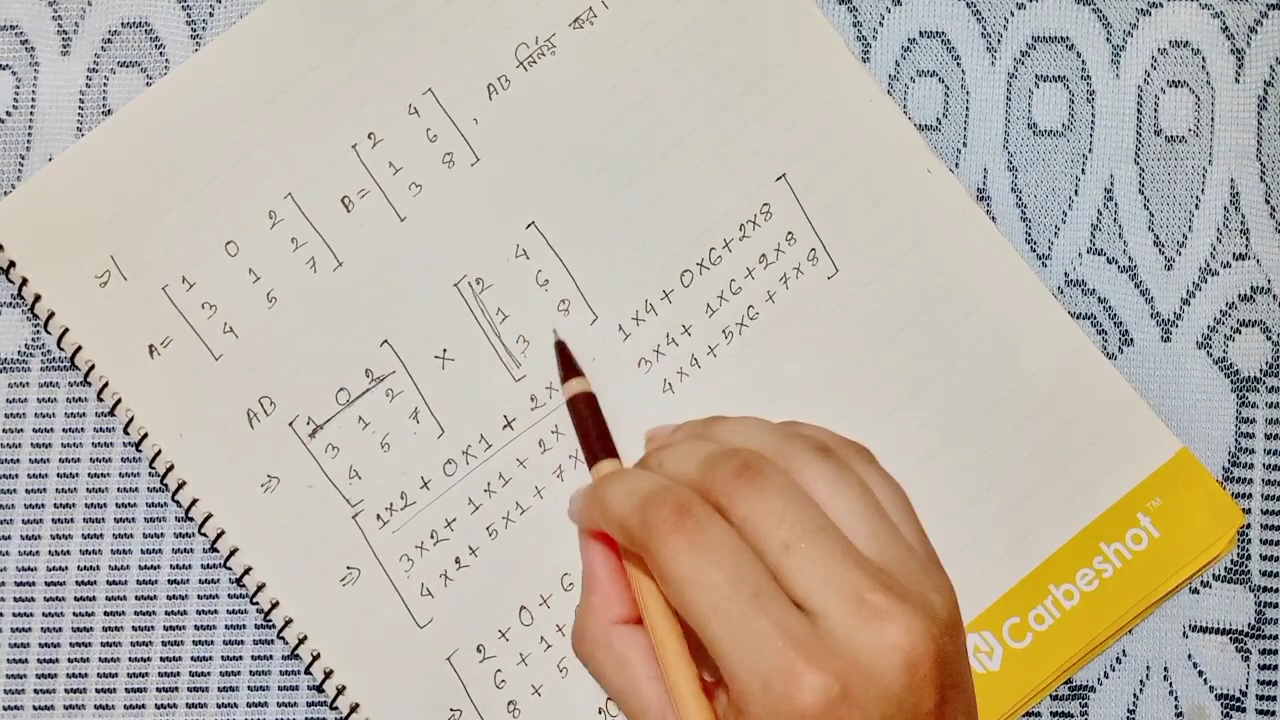 ১)
A = [ 1 0 2
3 1 2
4 5 7 ]
B = [ 2 4
1 6
3 8 ], AB নির্ণয় কর।
AB
⇒ [ 1 0 2
3 1 2
4 5 7 ] × [ 2 4
1 6
3 8 ]
⇒ [ 1×2 + 0×1 + 2× 1×4 + 0×6 + 2×8
3×2 + 1×1 + 2× 3×4 + 1×6 + 2×8
4×2 + 5×1 + 7× 4×4 + 5×6 + 7×8 ]
⇒ [ 2 + 0 + 6
6 + 1 +
8 + 5
20
Carbeshot™